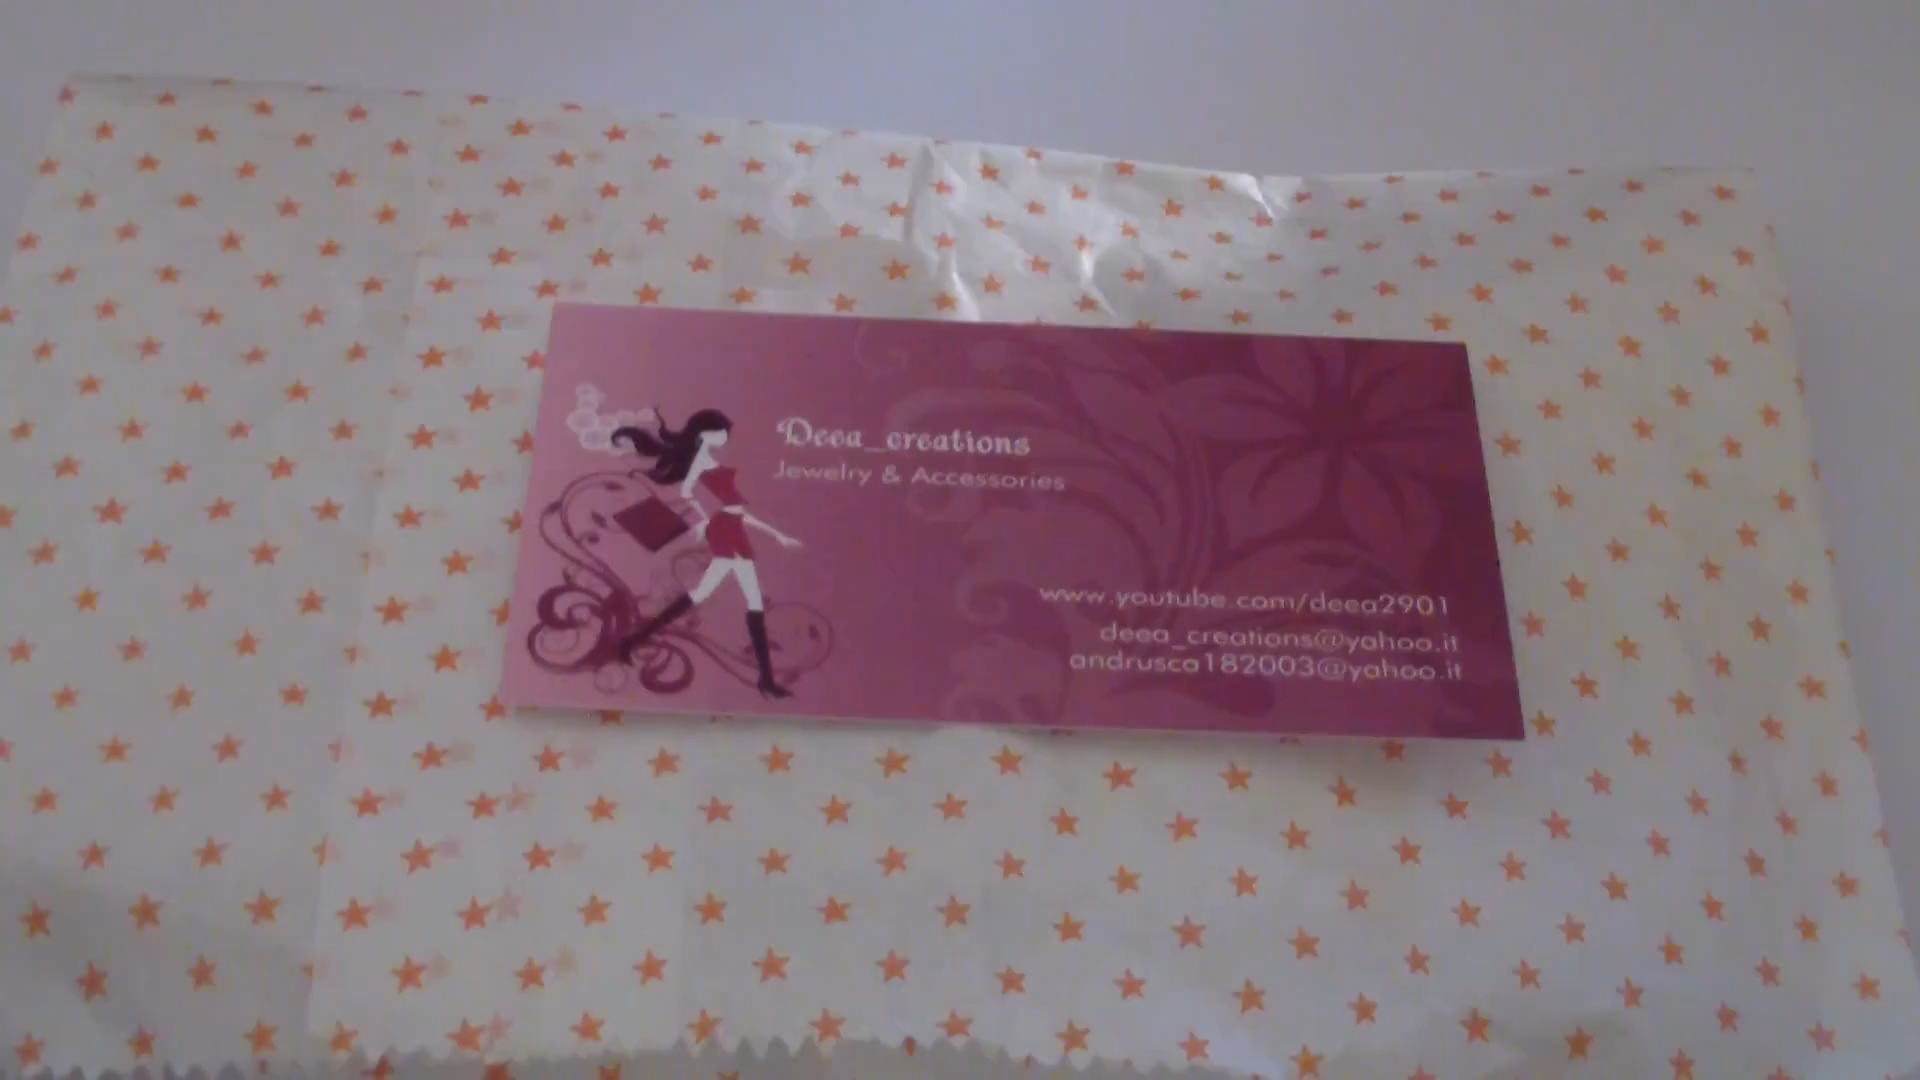 Deea_creations
Jewelry & Accessories
www.youtube.com/deea2901
deea_creations@yahoo.it
andrusca182003@yahoo.it